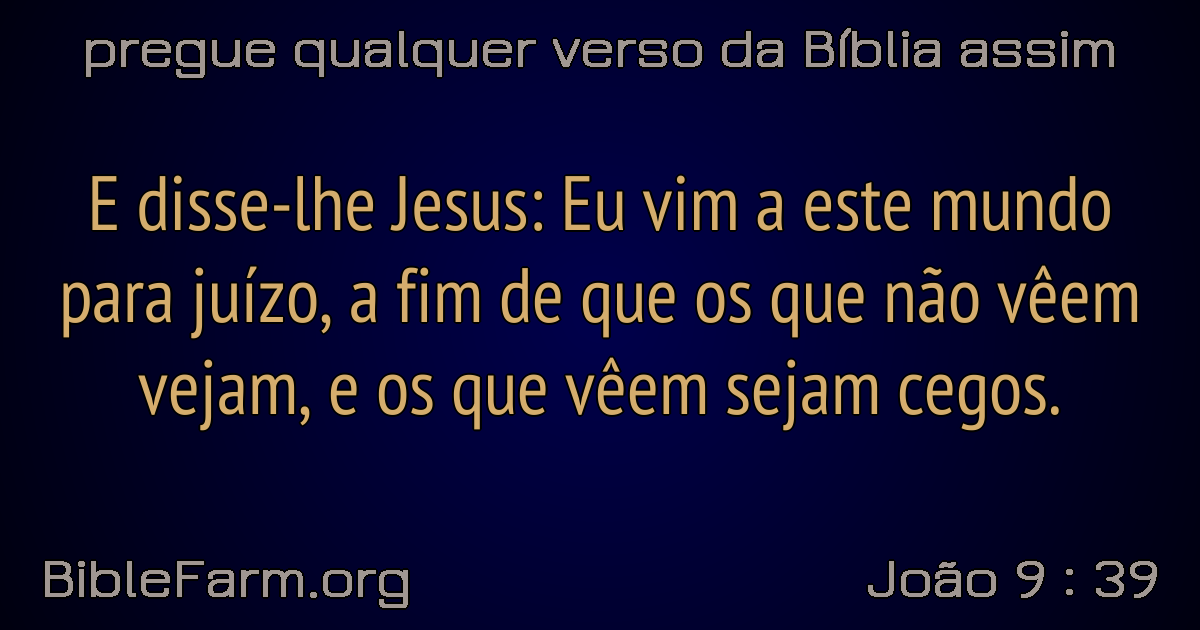 pregue qualquer verso da Bíblia assim
E disse-lhe Jesus: Eu vim a este mundo
para juízo, a fim de que os que não vêem
vejam, e os que vêem sejam cegos.
BibleFarm.org
João 9 : 39